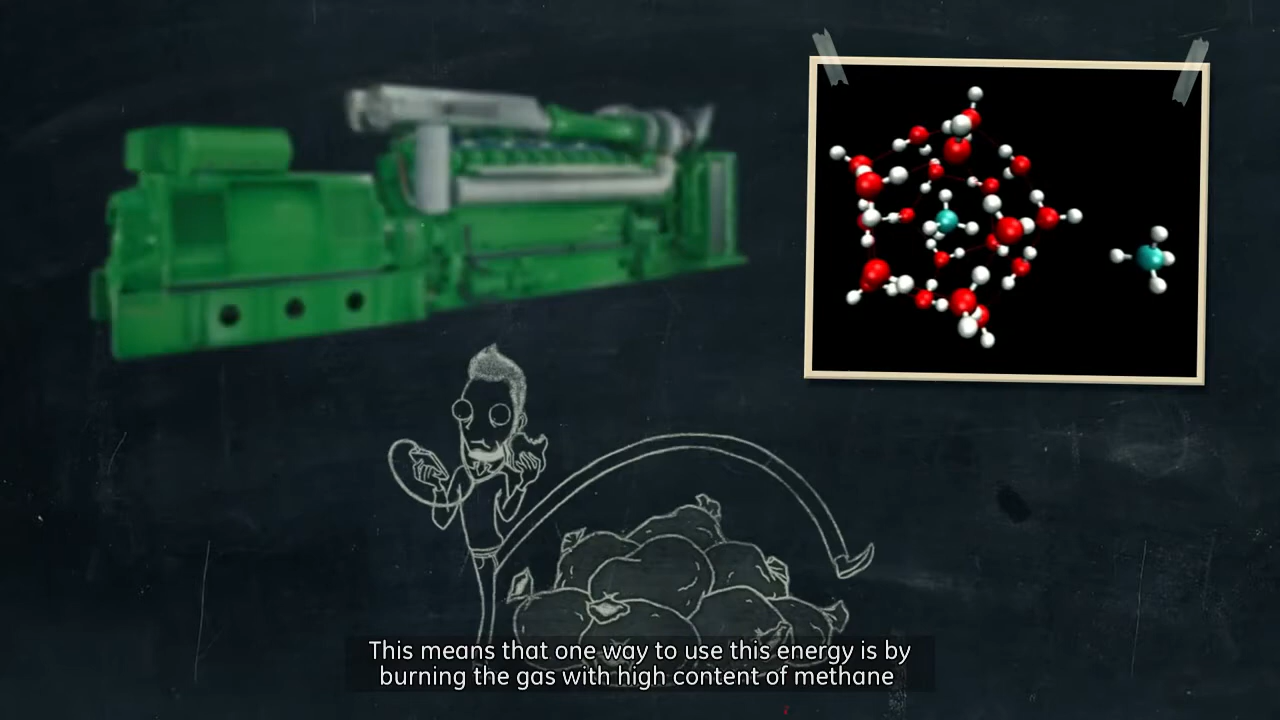 This means that one way to use this energy is by
burning the gas with high content of methane